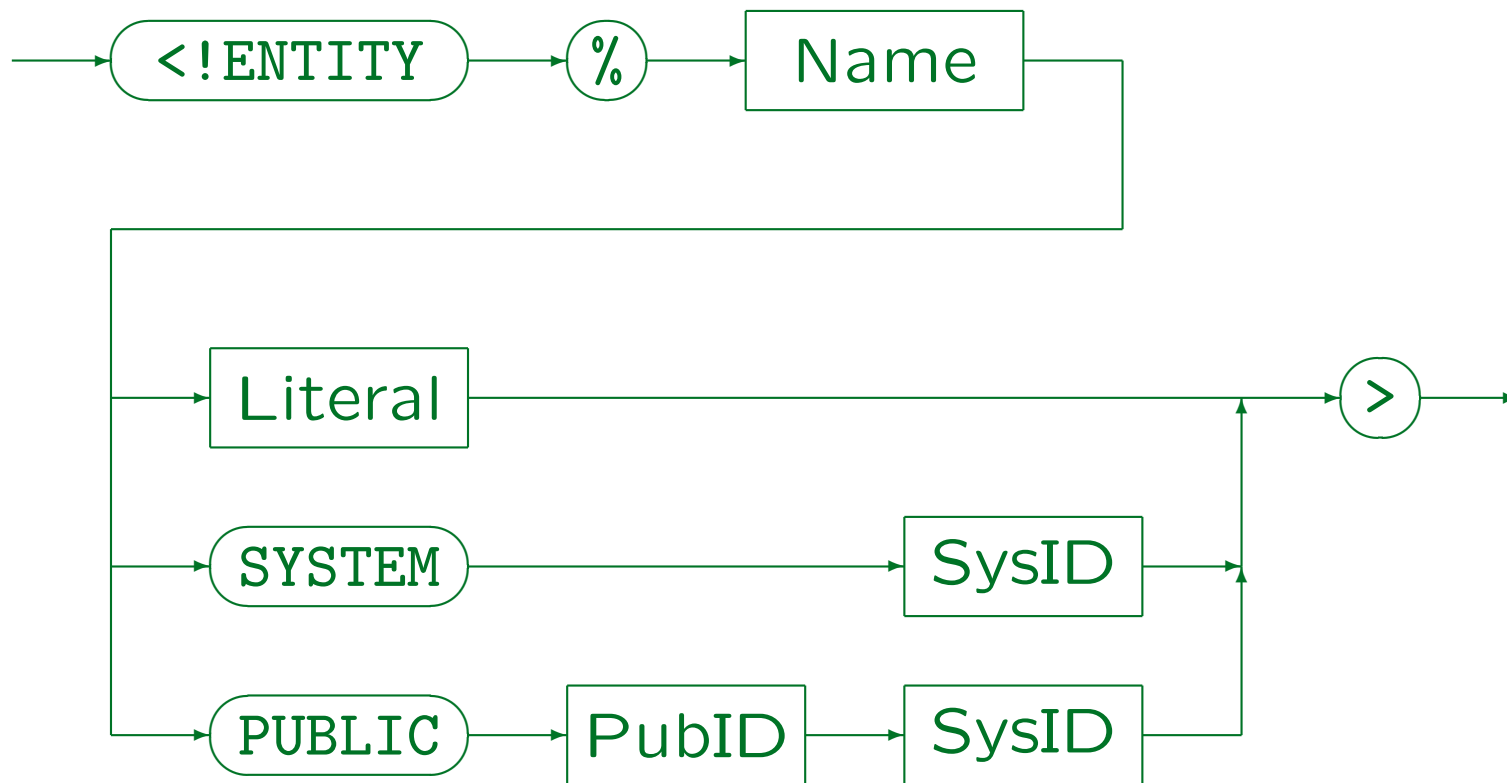 <!ENTITY % Name
Literal >
SYSTEM SysID
PUBLIC PubID SysID